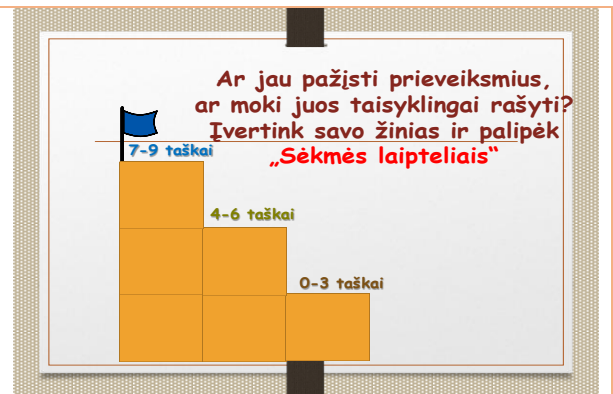 Ar jau pažįsti prieveiksmius,
ar moki juos taisyklingai rašyti?
Įvertink savo žinias ir palipėk
„Sėkmės laipteliais“
7-9 taškai
4-6 taškai
0-3 taškai